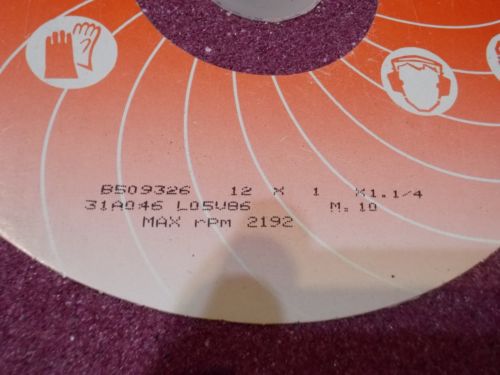 B509326 12 X 1 X1.1/4
31A046 L05V86 M.10
MAX rpm 2192